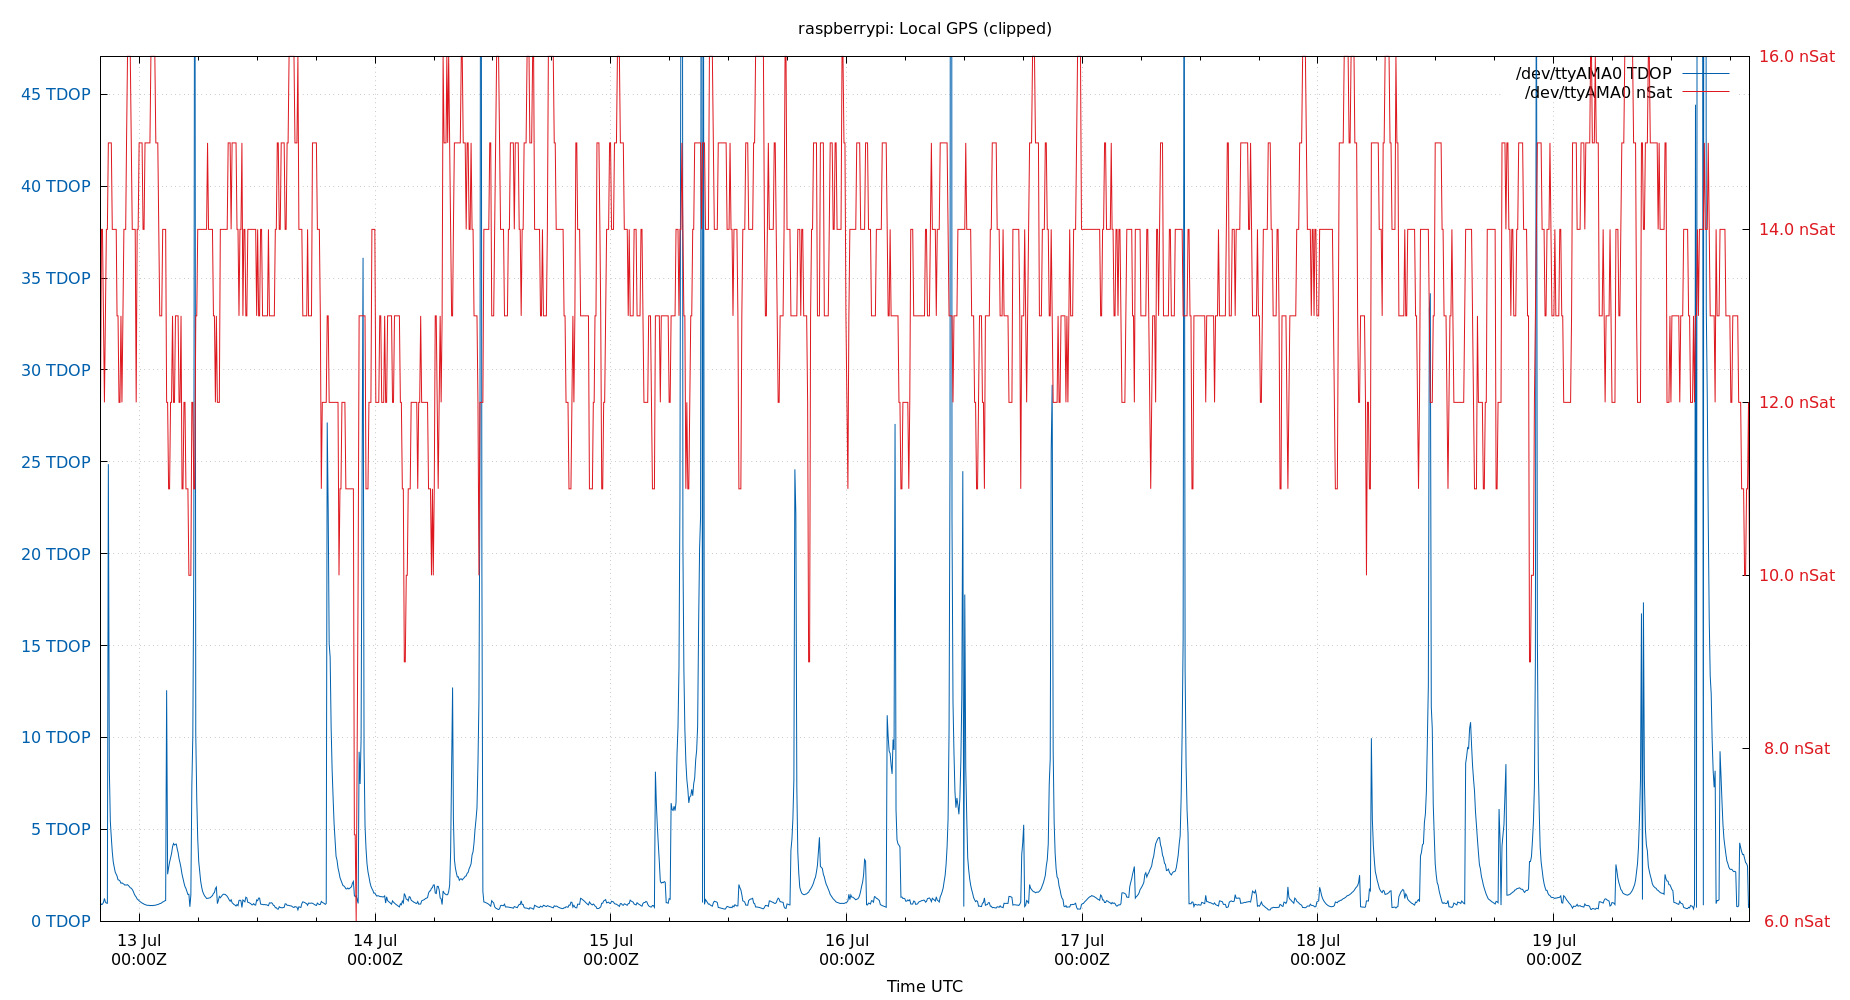 raspberrypi: Local GPS (clipped)
/dev/ttyAMA0 TDOP
/dev/ttyAMA0 nSat
45 TDOP
40 TDOP
35 TDOP
30 TDOP
25 TDOP
20 TDOP
15 TDOP
10 TDOP
5 TDOP
0 TDOP
16.0 nSat
14.0 nSat
12.0 nSat
10.0 nSat
8.0 nSat
6.0 nSat
13 Jul
00:00Z
14 Jul
00:00Z
15 Jul
00:00Z
16 Jul
00:00Z
17 Jul
00:00Z
18 Jul
00:00Z
19 Jul
00:00Z
Time UTC